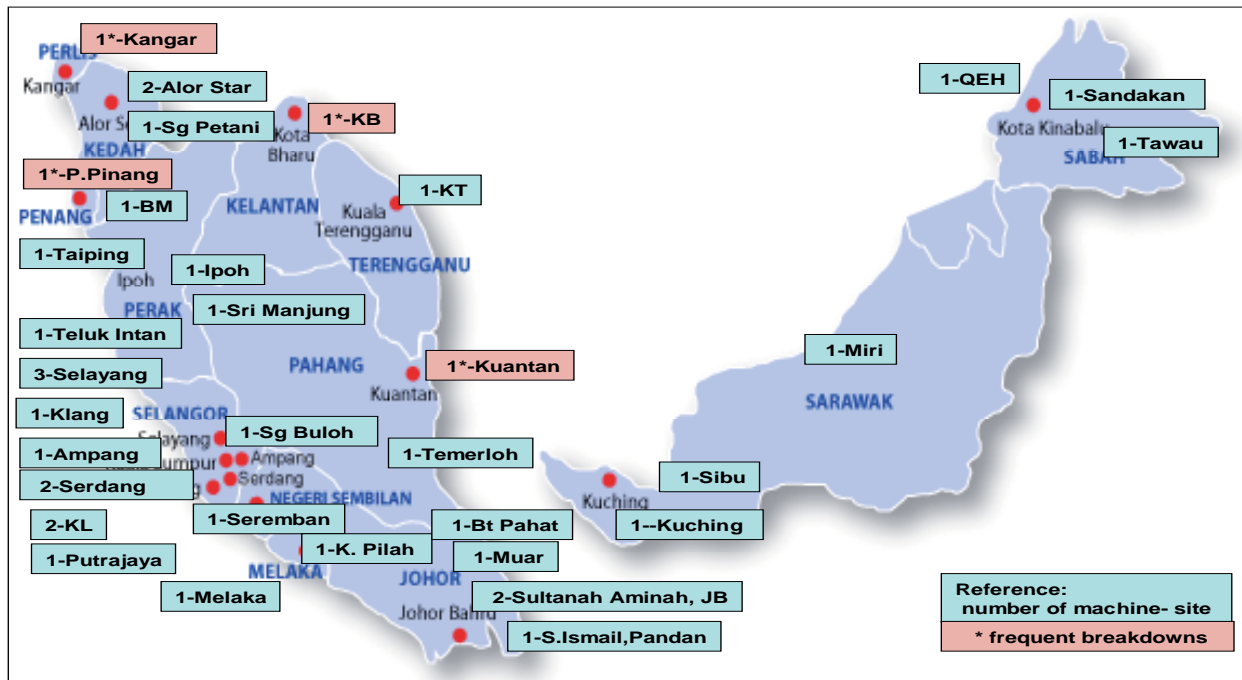 1*-Kangar
PERLIS
Kangar
2-Alor Star
Alor Se
1-Sg Petani
KEDAH
1*-KB
Kota
Bharu
1*-P.Pinang
PENANG
1-BM
KELANTAN
1-KT
Kuala
Terengganu
TERENGGANU
1-Taiping
1-Ipoh
Ipoh
PERAK
1-Sri Manjung
1-Teluk Intan
PAHANG
1*-Kuantan
Kuantan
3-Selayang
1-Klang
SELANGOR
1-Sg Buloh
1-Ampang
Ampang
1-Temerloh
2-Serdang
Serdang
NEGERI SEMBILAN
2-KL
1-Seremban
1-Putrajaya
1-K. Pilah
MELAKA
1-Melaka
1-Bt Pahat
1-Muar
JOHOR
2-Sultanah Aminah, JB
Johor Bahru
1-S.Ismail,Pandan
1-QEH
1-Sandakan
Kota Kinabalu
1-Tawau
SABAH
1-Miri
SARAWAK
1-Sibu
Kuching
1--Kuching
Reference:
number of machine- site
* frequent breakdowns